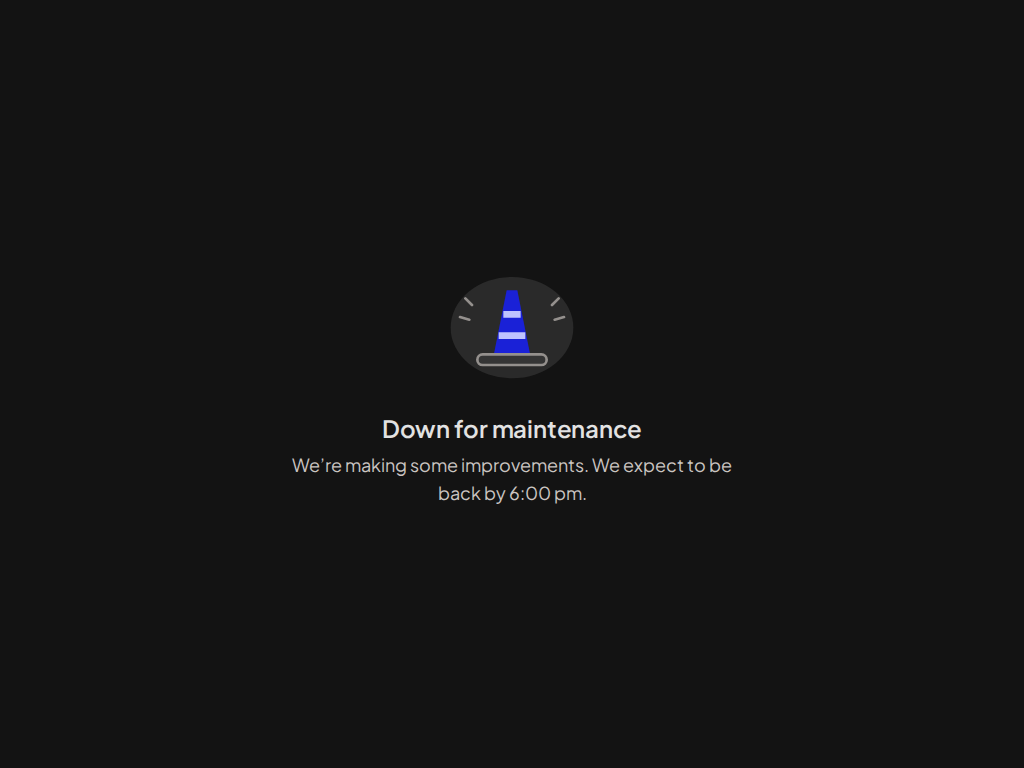 Down for maintenance
We’re making some improvements. We expect to be
back by 6:00 pm.